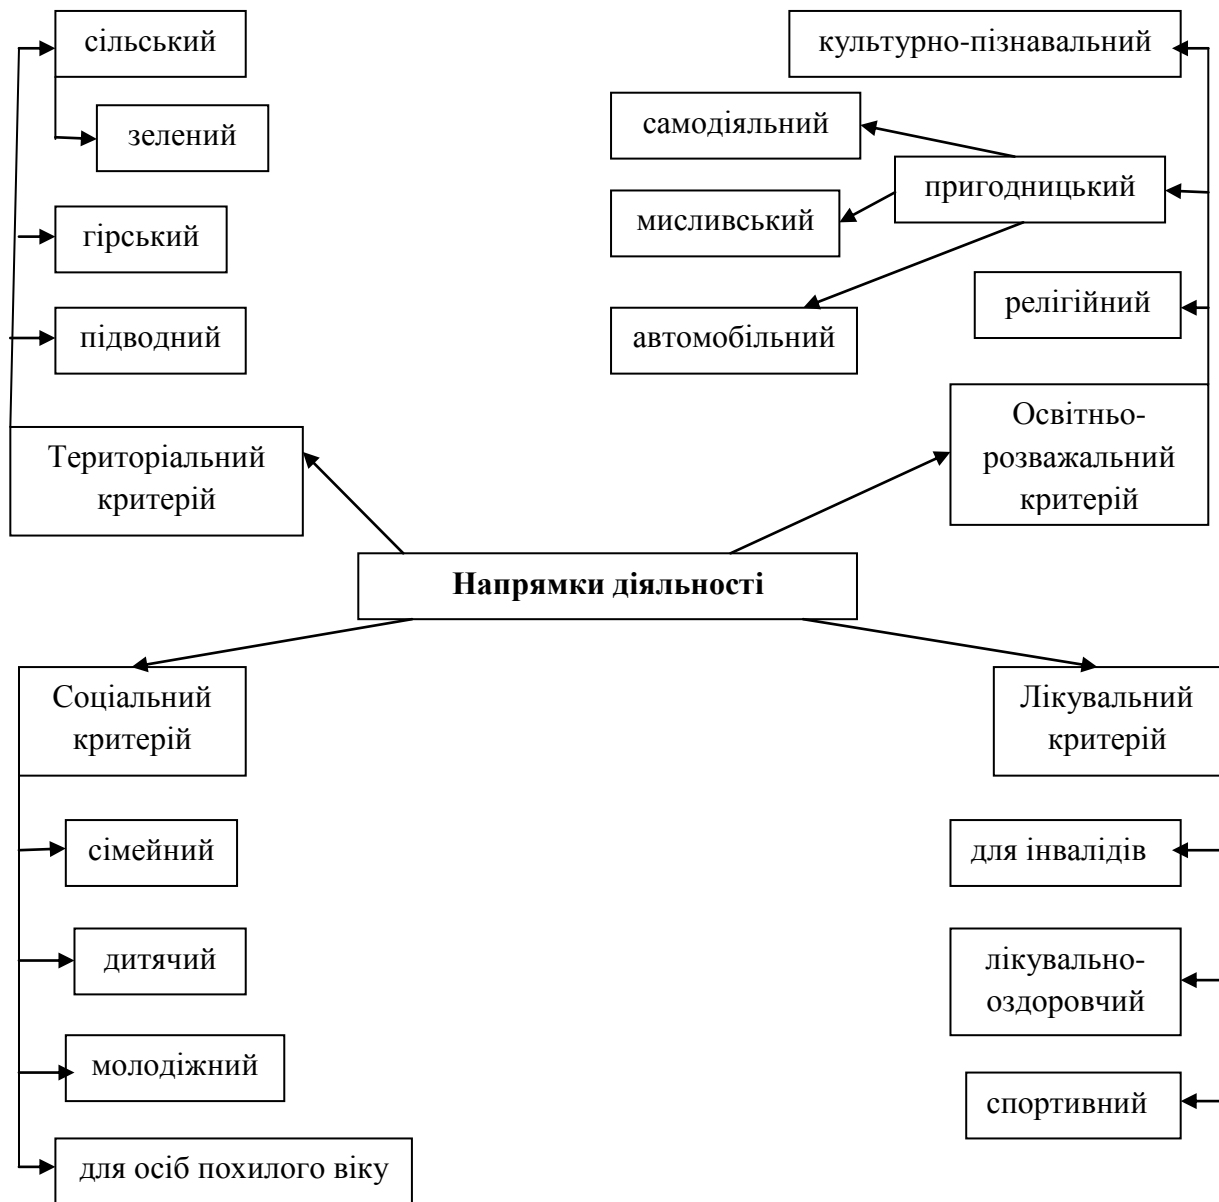 сільський
зелений
гірський
підводний
Територіальний
критерій
культурно-пізнавальний
самодіяльний
пригодницький
мисливський
релігійний
автомобільний
Освітньо-
розважальний
критерій
Напрямки діяльності
Соціальний
критерій
сімейний
дитячий
молодіжний
для осіб похилого віку
Лікувальний
критерій
для інвалідів
лікувально-
оздоровчий
спортивний